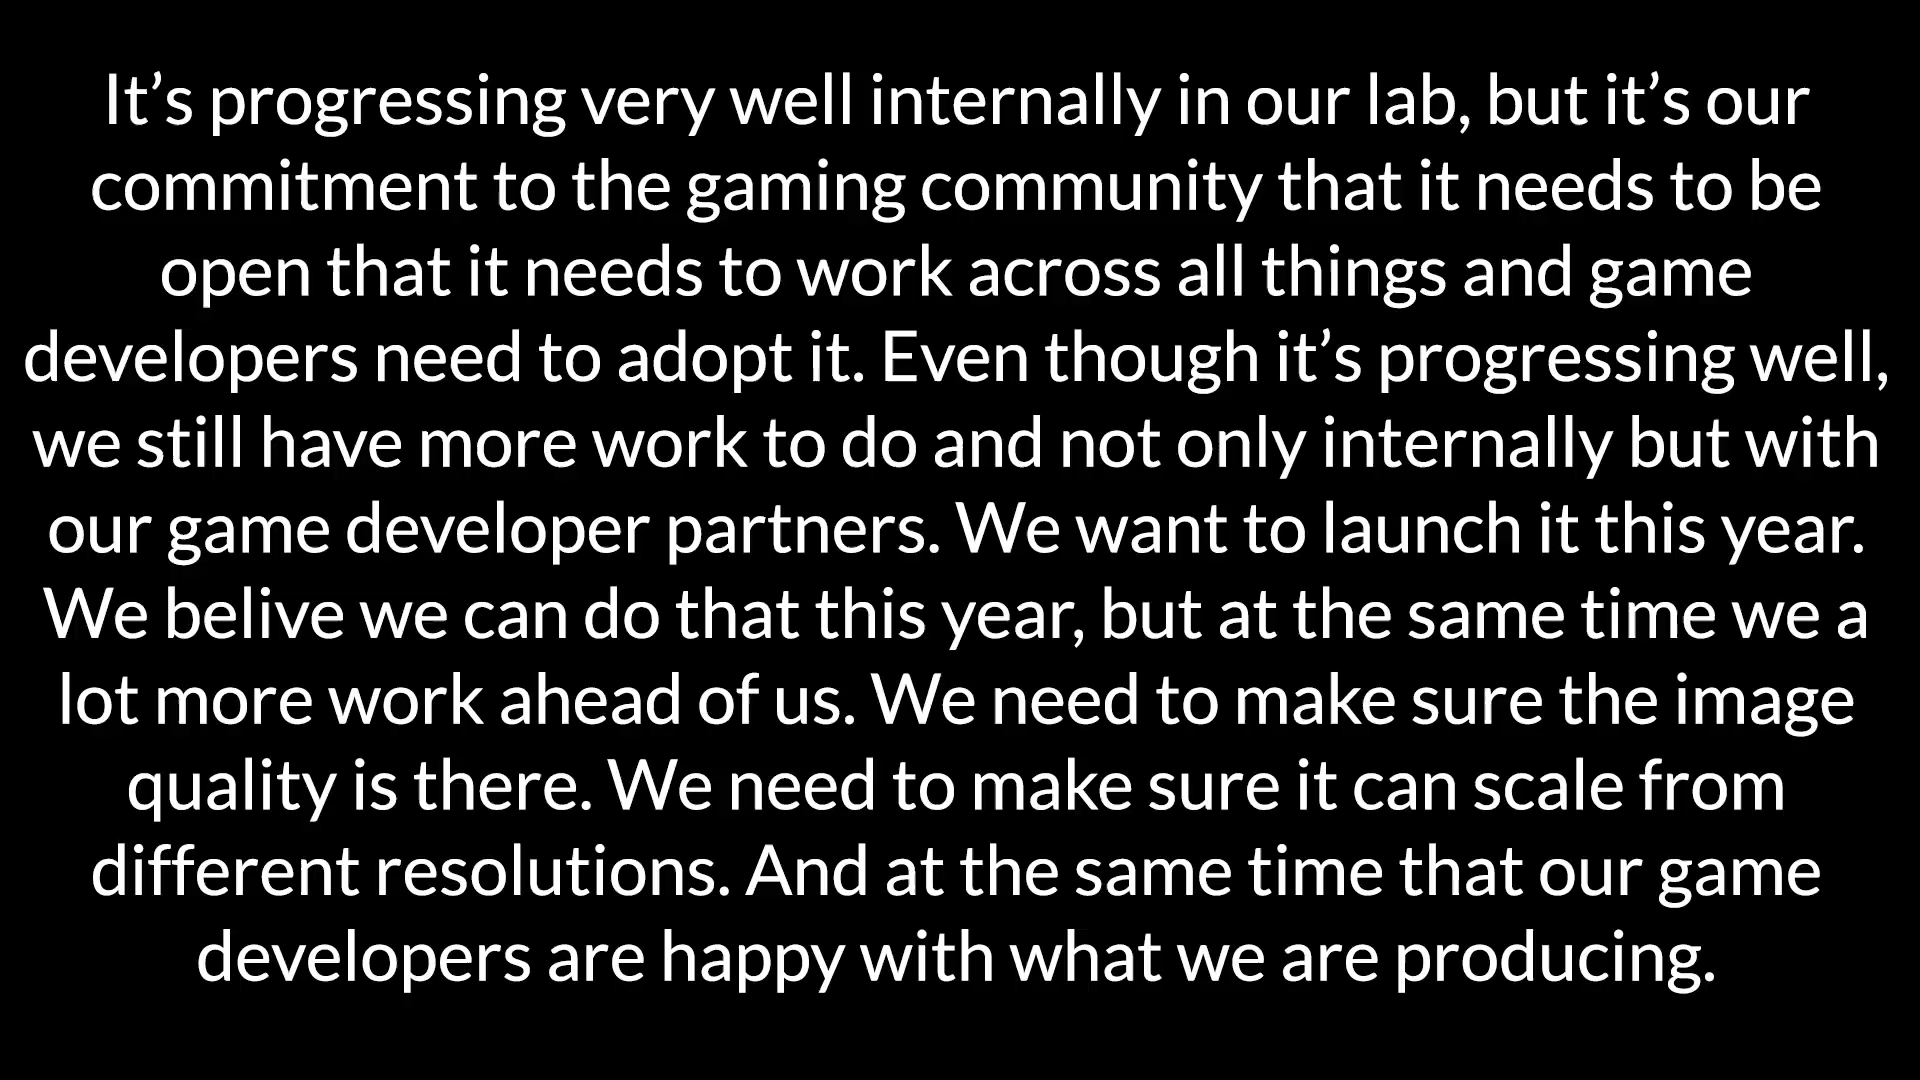 It’s progressing very well internally in our lab, but it’s our
commitment to the gaming community that it needs to be
open that it needs to work across all things and game
developers need to adopt it. Even though it’s progressing well,
we still have more work to do and not only internally but with
our game developer partners. We want to launch it this year.
We belive we can do that this year, but at the same time we a
lot more work ahead of us. We need to make sure the image
quality is there. We need to make sure it can scale from
different resolutions. And at the same time that our game
developers are happy with what we are producing.